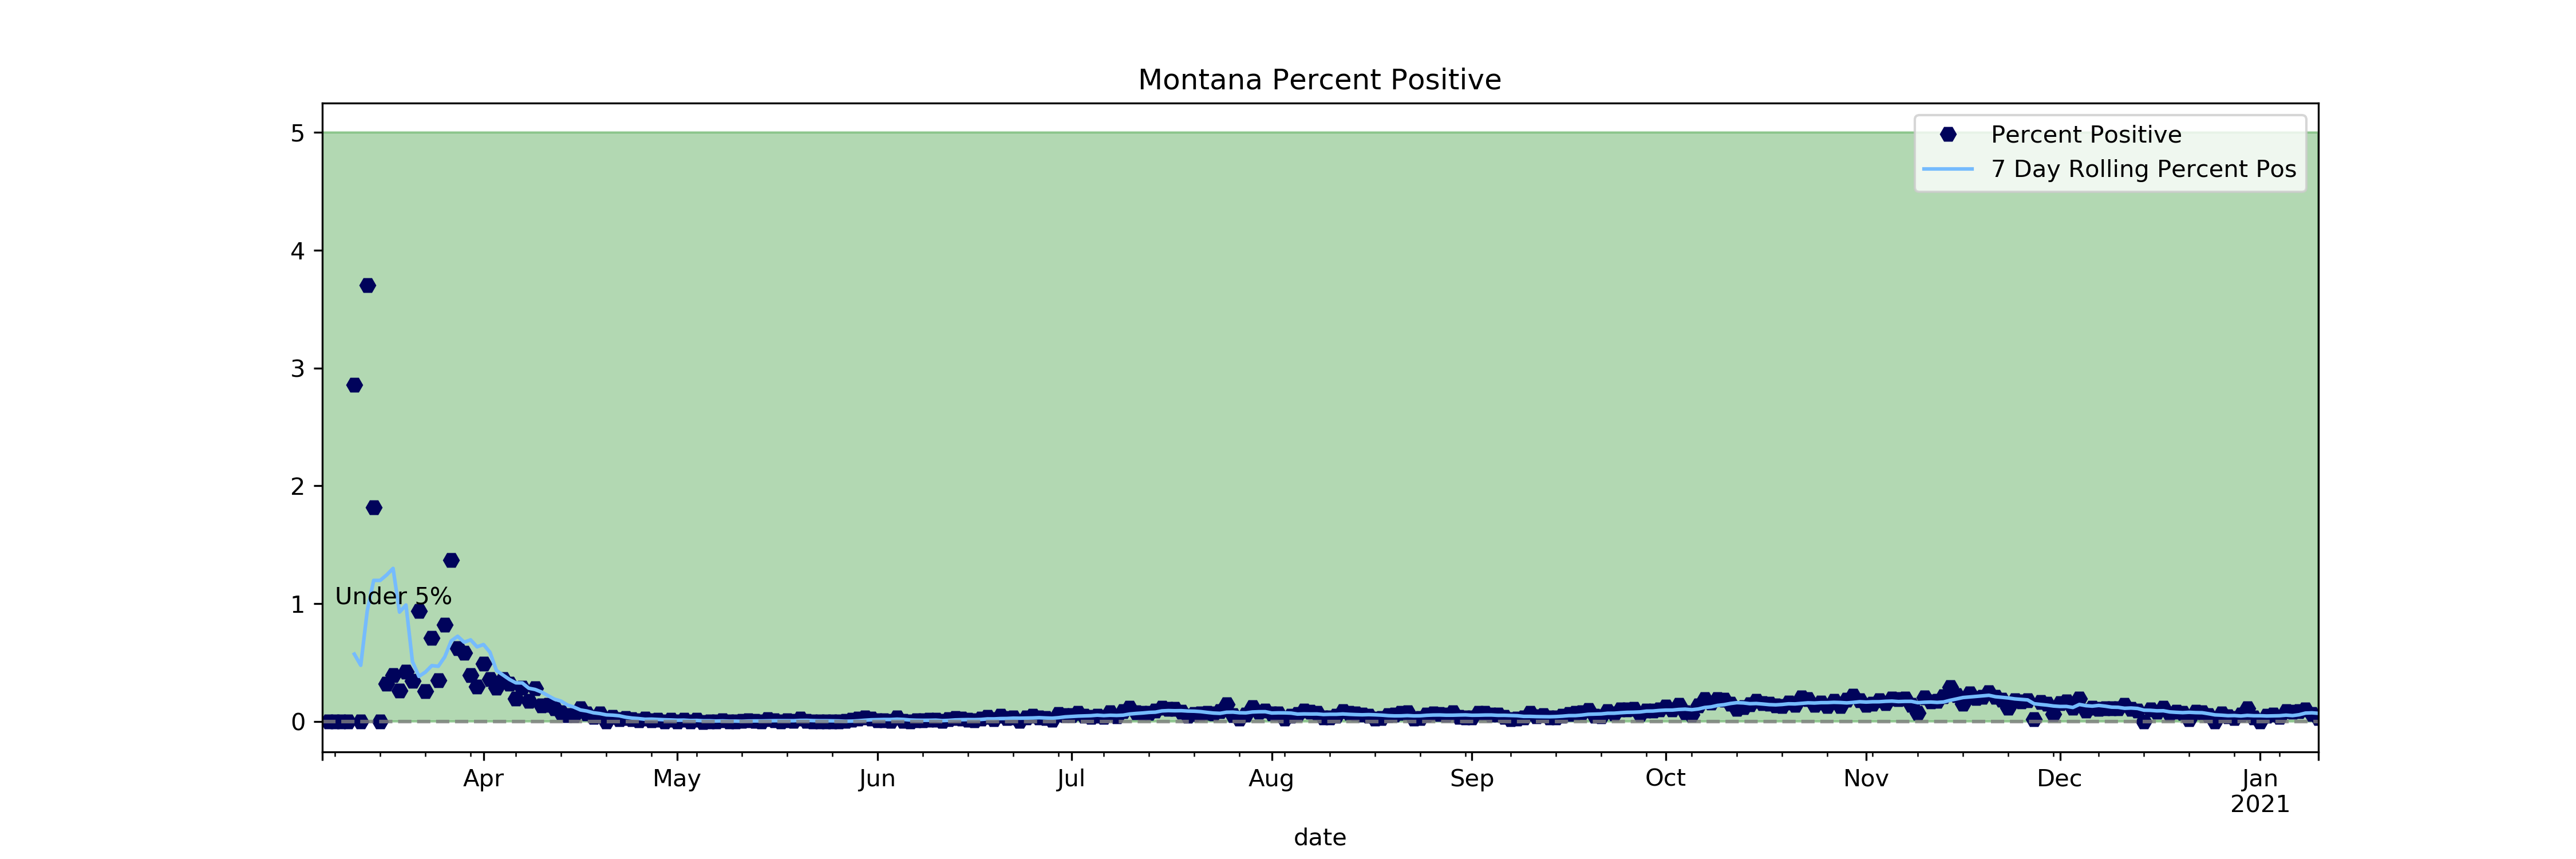 Montana Percent Positive
Percent Positive
7 Day Rolling Percent Pos
5
4
3
2
1
0
Under 5%
Apr
May
Jun
Jul
Aug
Sep
Oct
Nov
Dec
Jan
2021
date